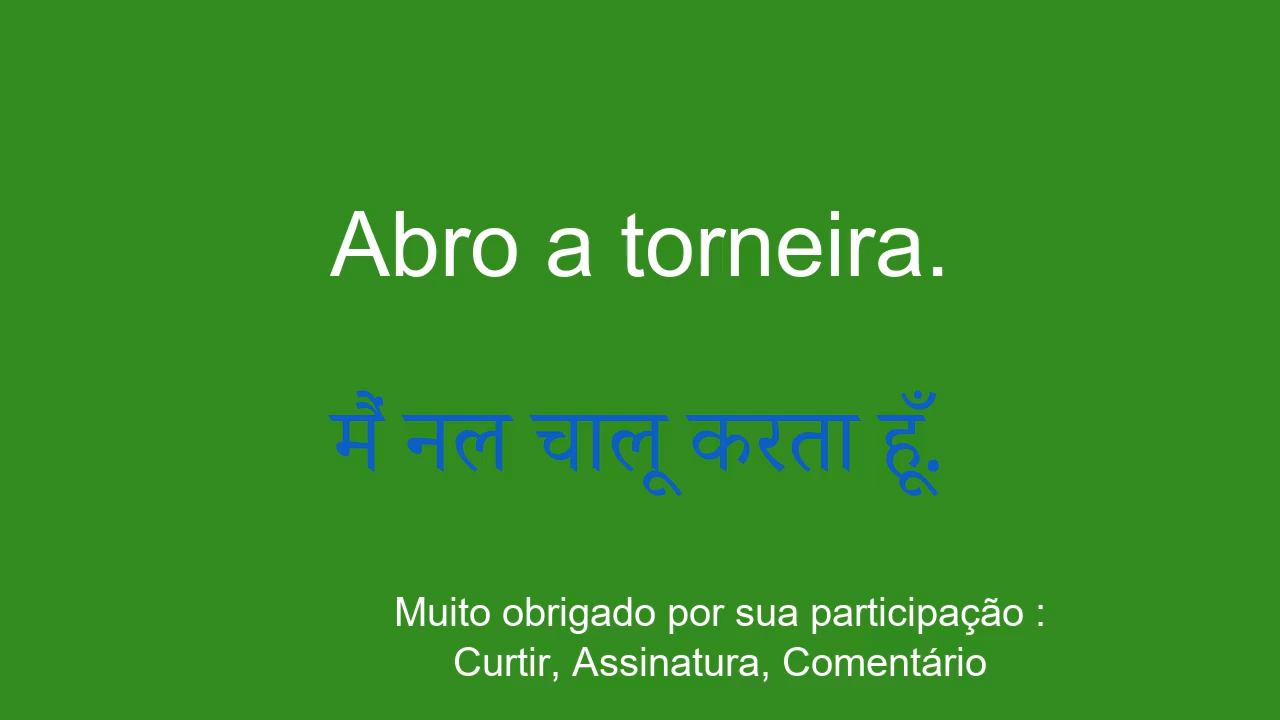 Abro a torneira.
मैं नल चालू करता हूँ.
Muito obrigado por sua participação :
Curtir, Assinatura, Comentário